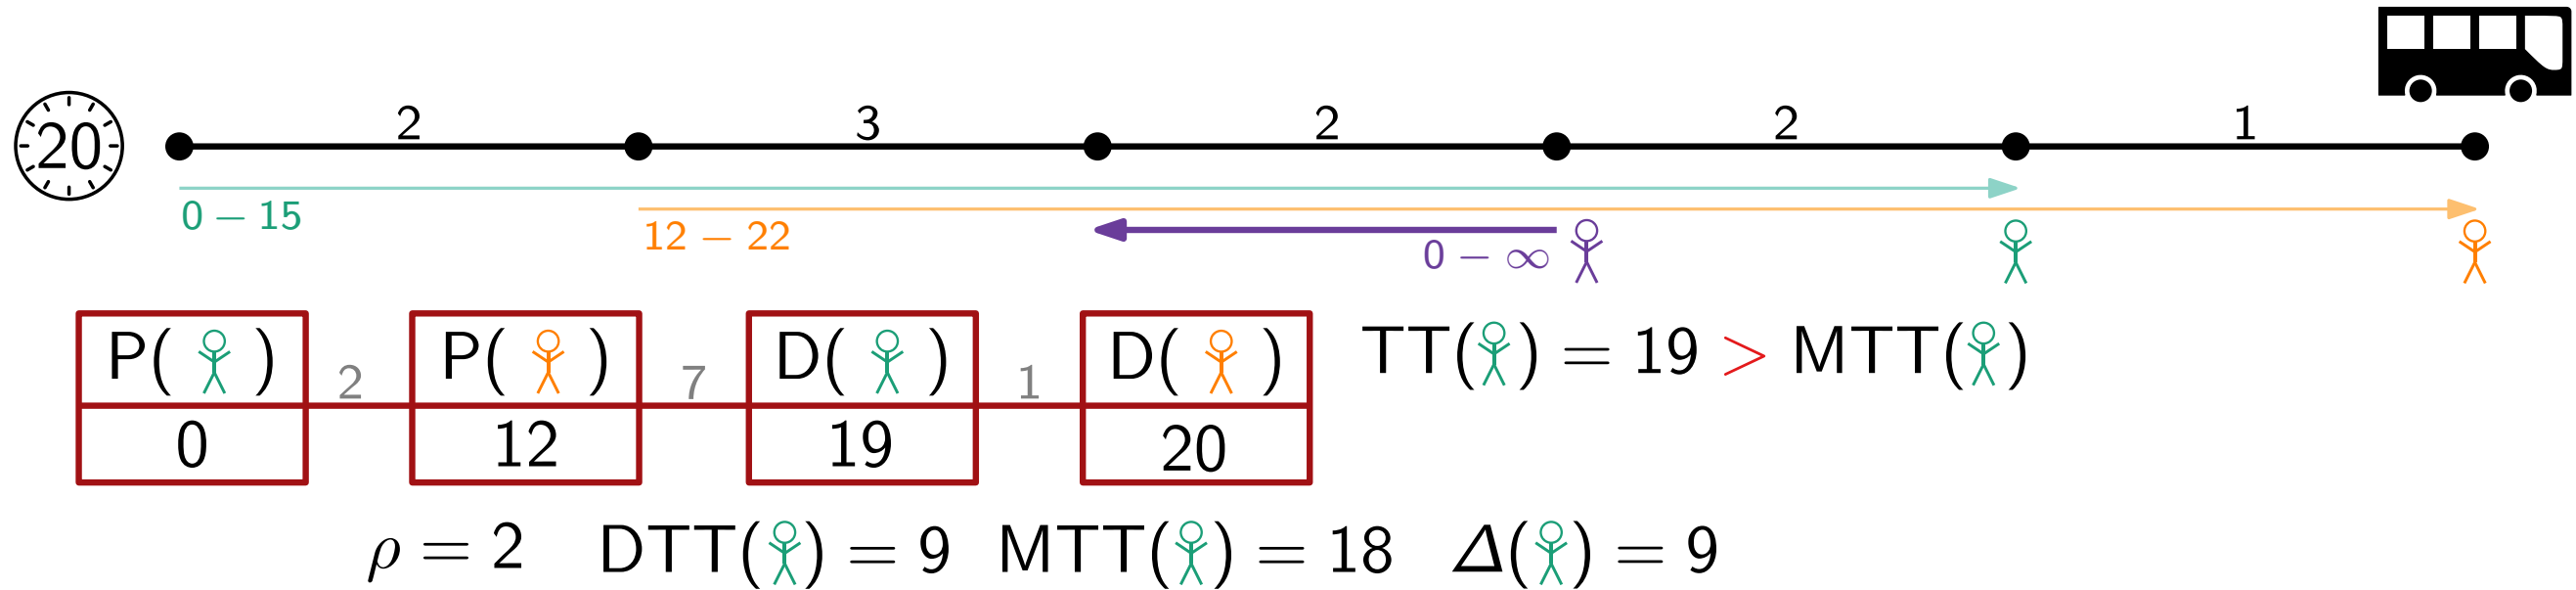 2 3 2 2 1
20
0 – 15
12 – 22
0 – ∞
P( ) 2 P( ) 7 D( ) 1 D( )
0 12 19 20
TT( ) = 19 > MTT( )
ρ = 2 DTT( ) = 9 MTT( ) = 18 Δ( ) = 9